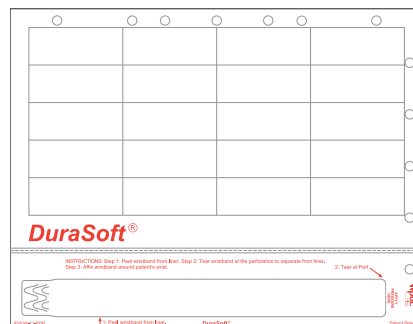 DuraSoft®
INSTRUCTIONS: Step 1: Peel wristband from liner. Step 2: Tear wristband at the perforation to separate from liner.
Step 3: Affix wristband around patient's wrist.
2: Tear at Perf
1: Peel wristband from liner.
DuraSoft®